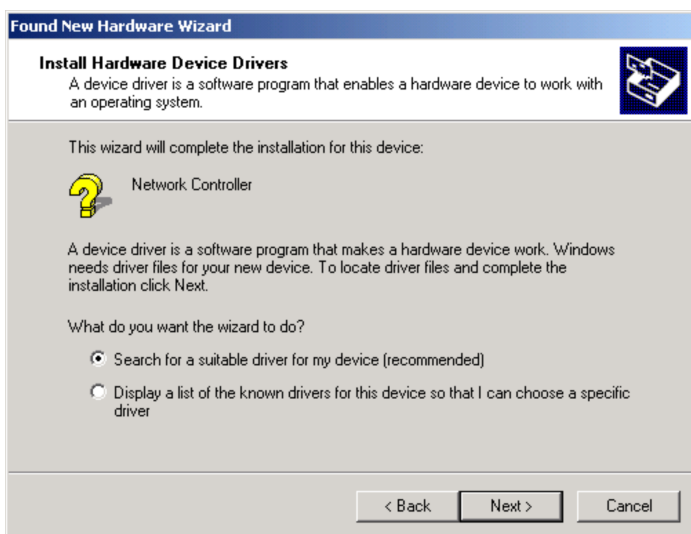 Found New Hardware Wizard
Install Hardware Device Drivers
A device driver is a software program that enables a hardware device to work with
an operating system.
This wizard will complete the installation for this device:
Network Controller
A device driver is a software program that makes a hardware device work. Windows
needs driver files for your new device. To locate driver files and complete the
installation click Next.
What do you want the wizard to do?
Search for a suitable driver for my device (recommended)
Display a list of the known drivers for this device so that I can choose a specific
driver
< Back Next > Cancel